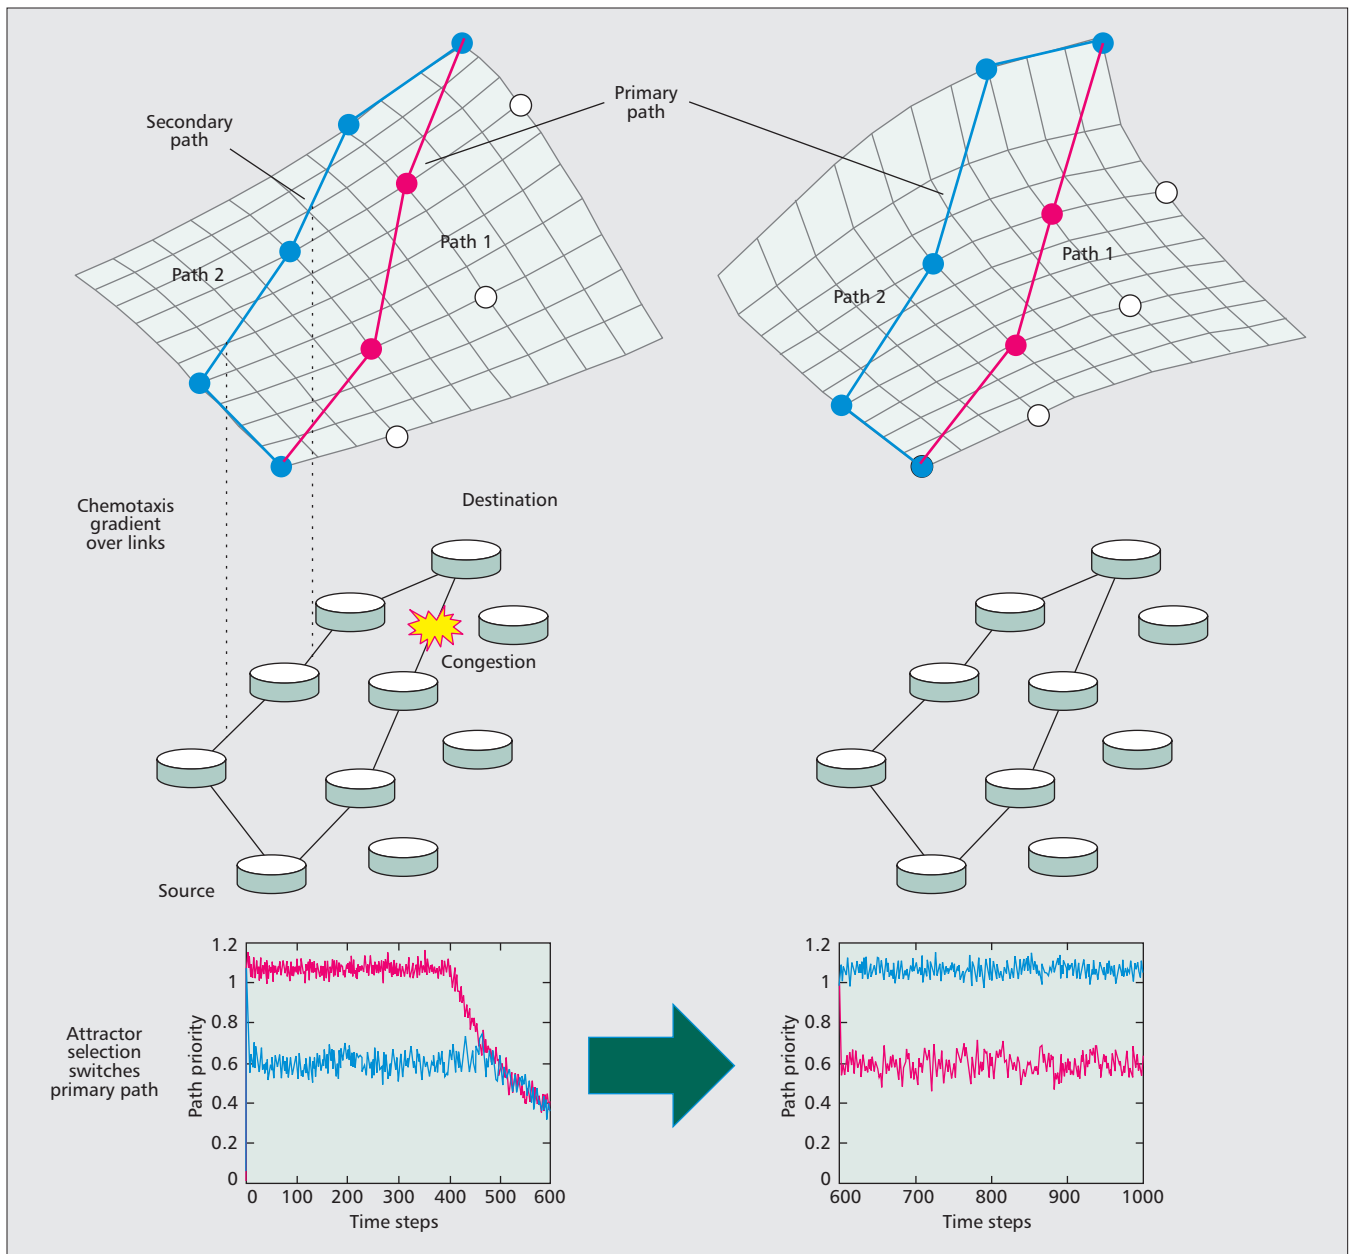 Secondary
path
Primary
path
Path 1
Path 2
Path 1
Path 2
Chemotaxis
gradient
over links
Destination
Congestion
Source
Attractor
selection
switches
primary path
Path priority
1.2
1
0.8
0.6
0.4
0.2
0
0 100 200 300 400 500 600
Time steps
Path priority
1.2
1
0.8
0.6
0.4
0.2
0
600 700 800 900 1000
Time steps